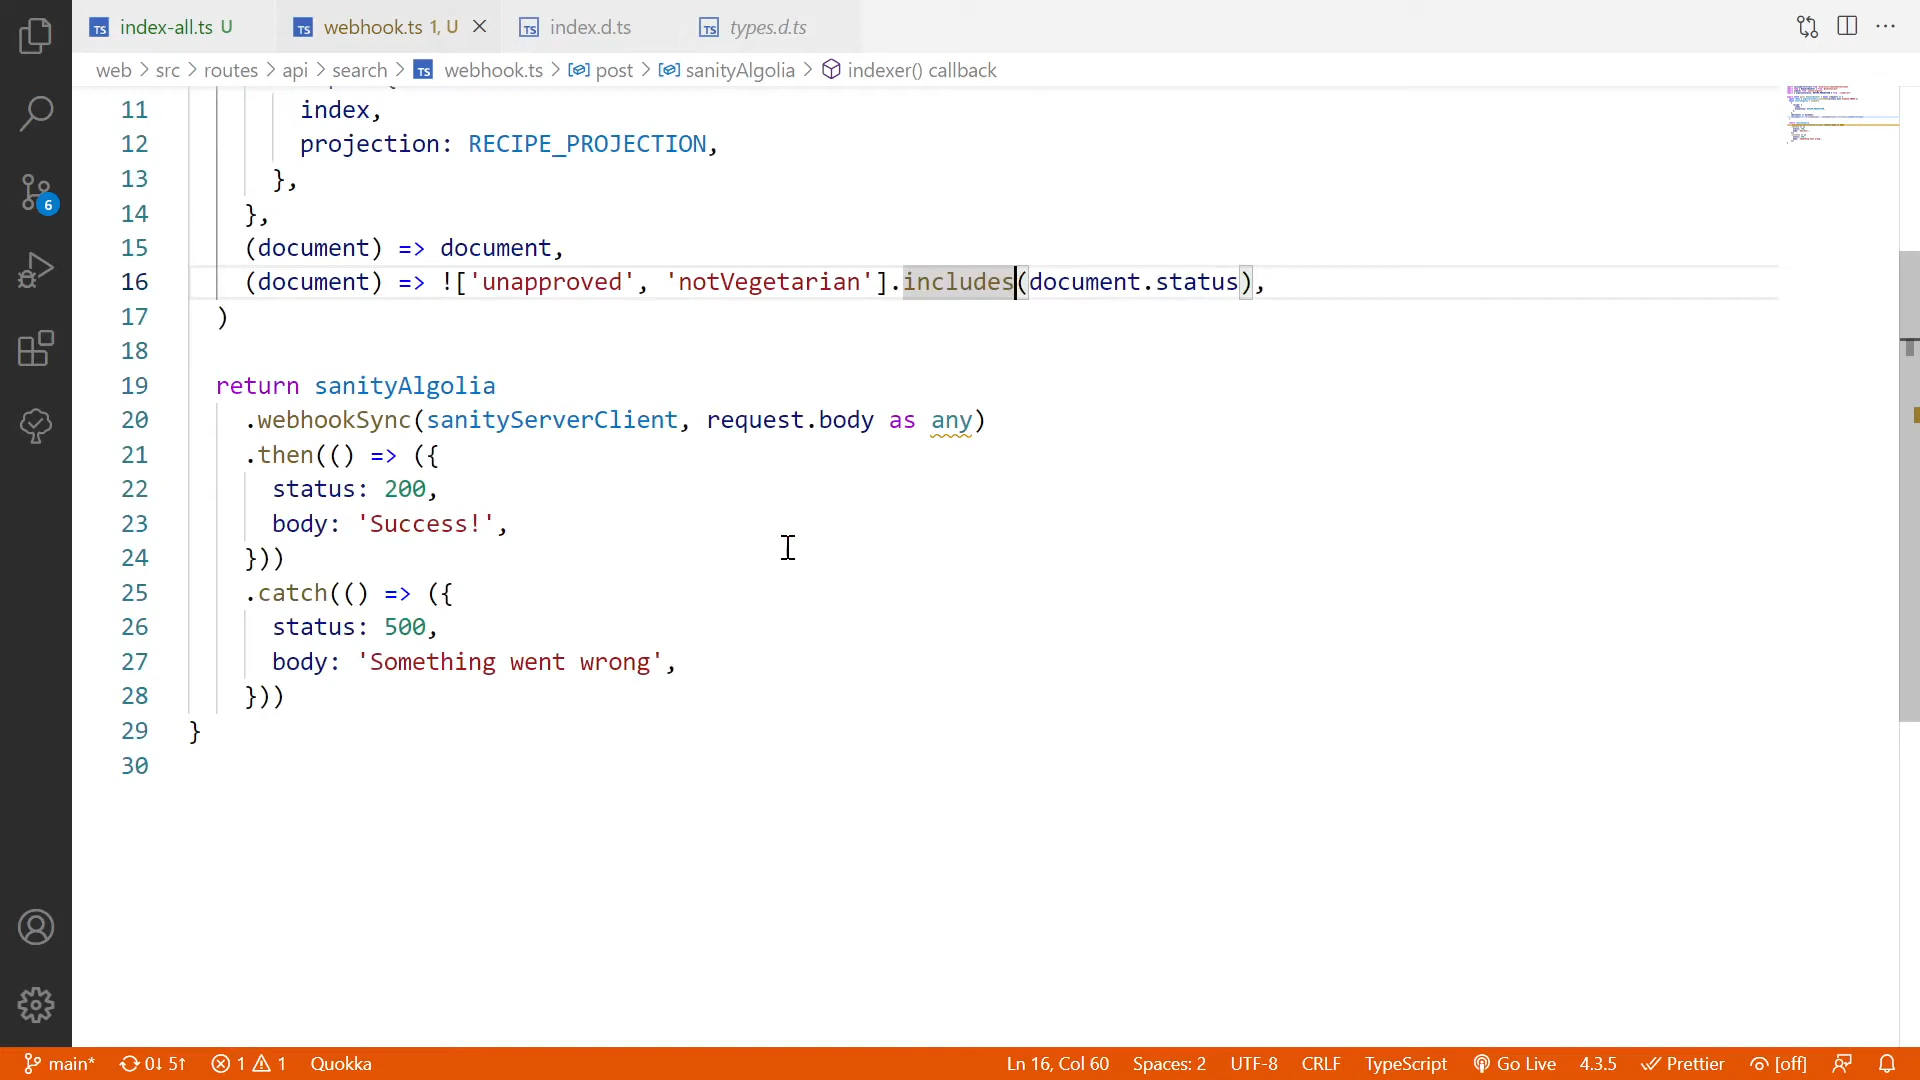 index-all.ts U
webhook.ts 1, U
index.d.ts
types.d.ts
web > src > routes > api > search > webhook.ts > post > sanityAlgolia > indexer() callback
11 index,
12 projection: RECIPE_PROJECTION,
13 },
14 },
15 (document) => document,
16 (document) => !['unapproved', 'notVegetarian'].includes(document.status),
17 )
18
19 return sanityAlgolia
20 .webhookSync(sanityServerClient, request.body as any)
21 .then(() => ({
22 status: 200,
23 body: 'Success!',
24 }))
25 .catch(() => ({
26 status: 500,
27 body: 'Something went wrong',
28 }))
29 }
30
6
main* 0↓ 5↑ 1 1 Quokka Ln 16, Col 60 Spaces: 2 UTF-8 CRLF TypeScript Go Live 4.3.5 Prettier [off]